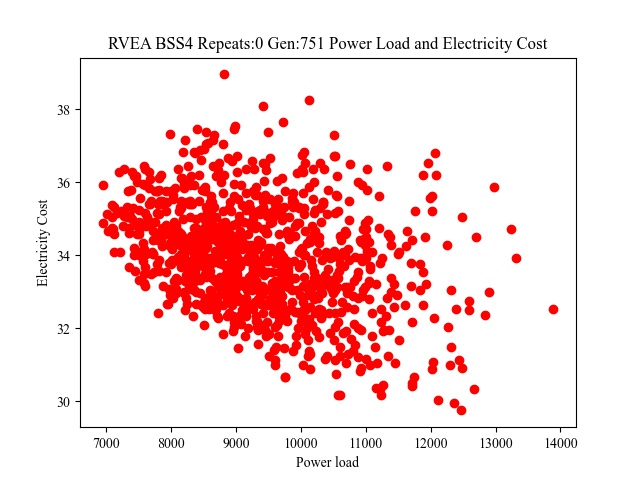 RVEA BSS4 Repeats:0 Gen:751 Power Load and Electricity Cost
38
36
34
32
30
Electricity Cost
7000 8000 9000 10000 11000 12000 13000 14000
Power load